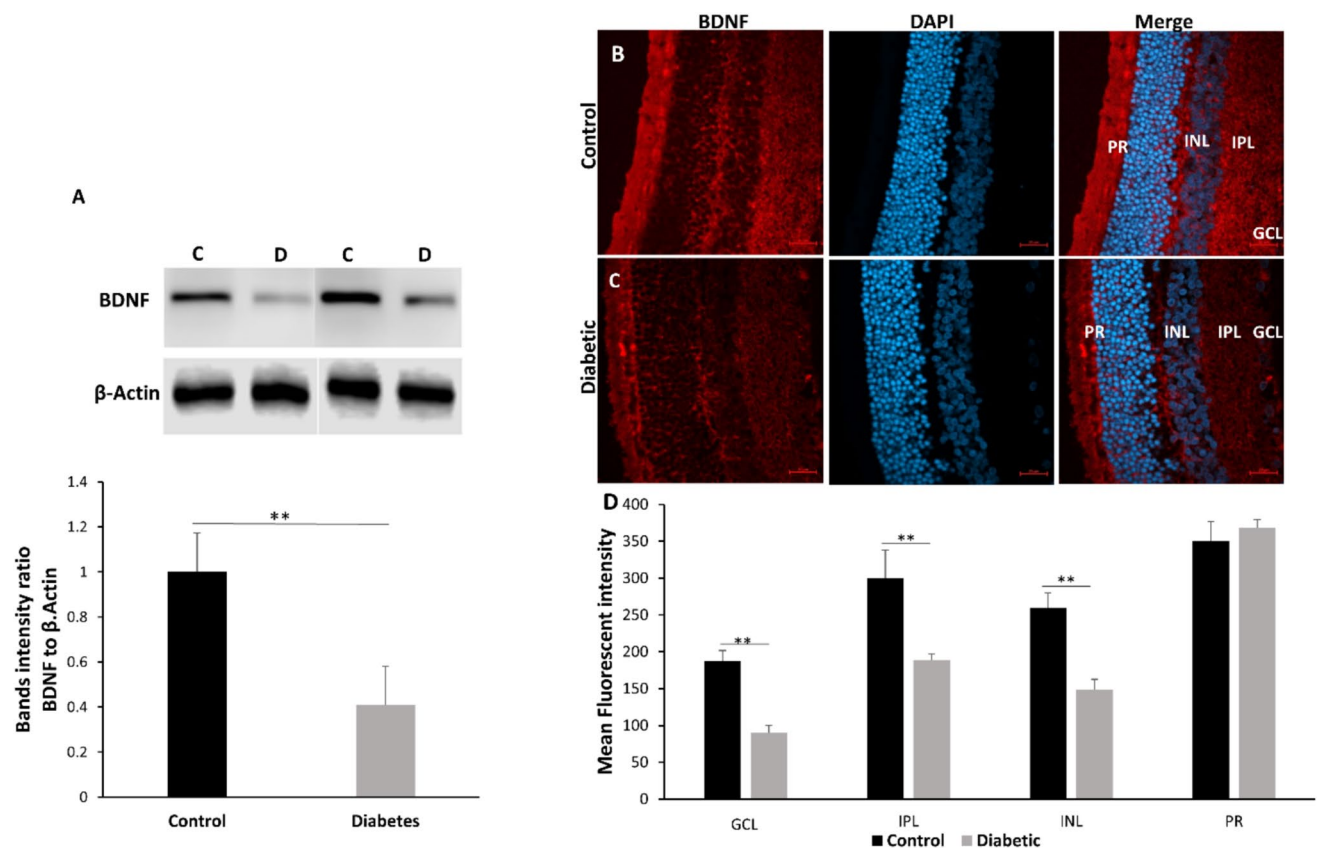 A
C D C D
BDNF
β-Actin
1.4
1.2
1
0.8
0.6
0.4
0.2
0
Bands intensity ratio
BDNF to β.Actin
**
Control Diabetes
BDNF DAPI Merge
B
Control
PR INL IPL
GCL
C
Diabetic
PR INL IPL GCL
D
400
350
300
250
200
150
100
50
0
Mean Fluorescent intensity
**
**
**
GCL IPL INL PR
Control Diabetic